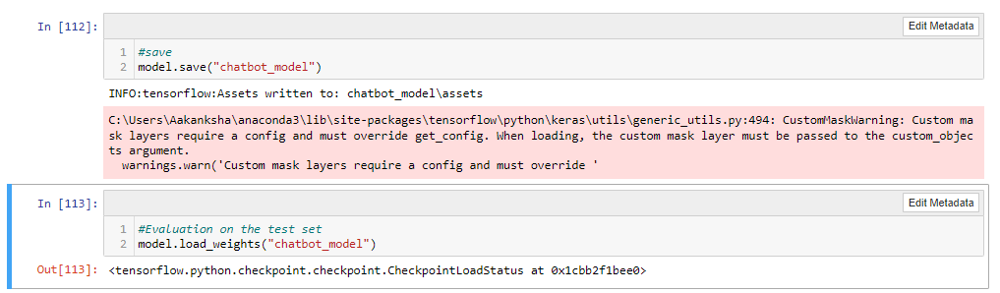 In [112]:
Edit Metadata
1 #save
2 model.save("chatbot_model")
INFO:tensorflow:Assets written to: chatbot_model\assets
C:\Users\Aakanksha\anaconda3\lib\site-packages\tensorflow\python\keras\utils\generic_utils.py:494: CustomMaskWarning: Custom ma
sk layers require a config and must override get_config. When loading, the custom mask layer must be passed to the custom_objec
ts argument.
warnings.warn('Custom mask layers require a config and must override '
In [113]:
Edit Metadata
1 #Evaluation on the test set
2 model.load_weights("chatbot_model")
Out[113]: <tensorflow.python.checkpoint.checkpoint.CheckpointLoadStatus at 0x1cbb2f1bee0>